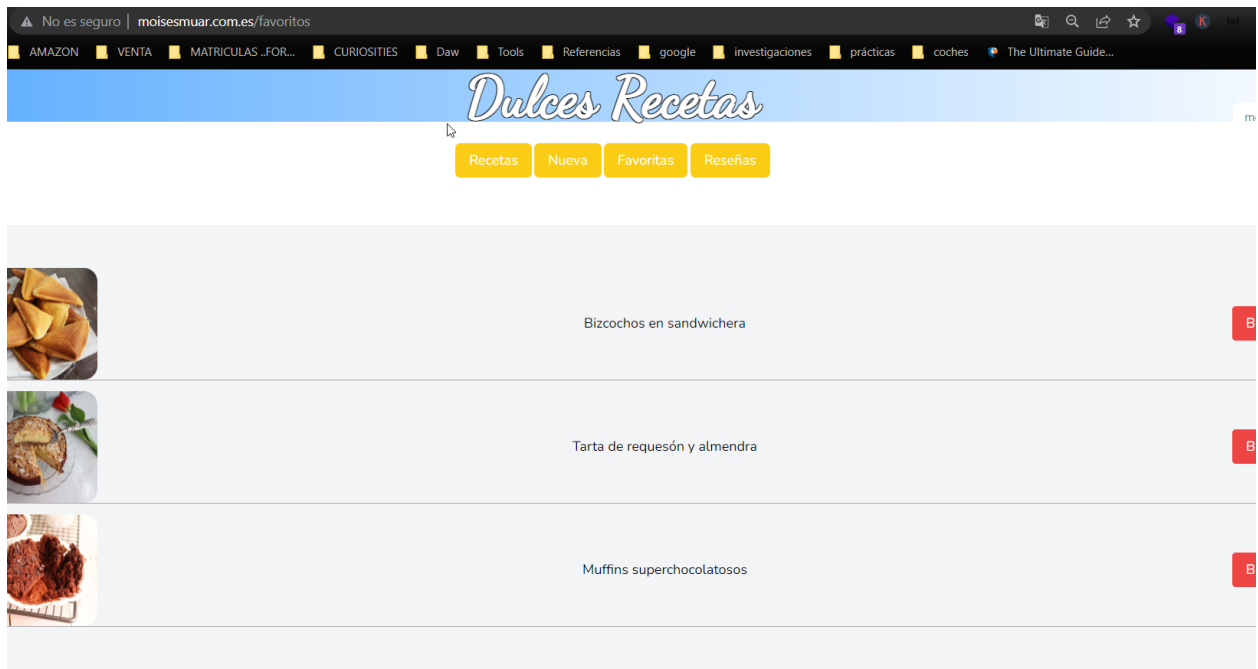 No es seguro | moisesmuar.com.es/favoritos
8 K
AMAZON VENTA MATRICULAS ..FOR... CURIOSITIES Daw Tools Referencias google investigaciones prácticas coches The Ultimate Guide...
Dulces Recetas
Recetas Nueva Favoritas Reseñas
Bizcochos en sandwichera
B
Tarta de requesón y almendra
B
Muffins superchocolatosos
B